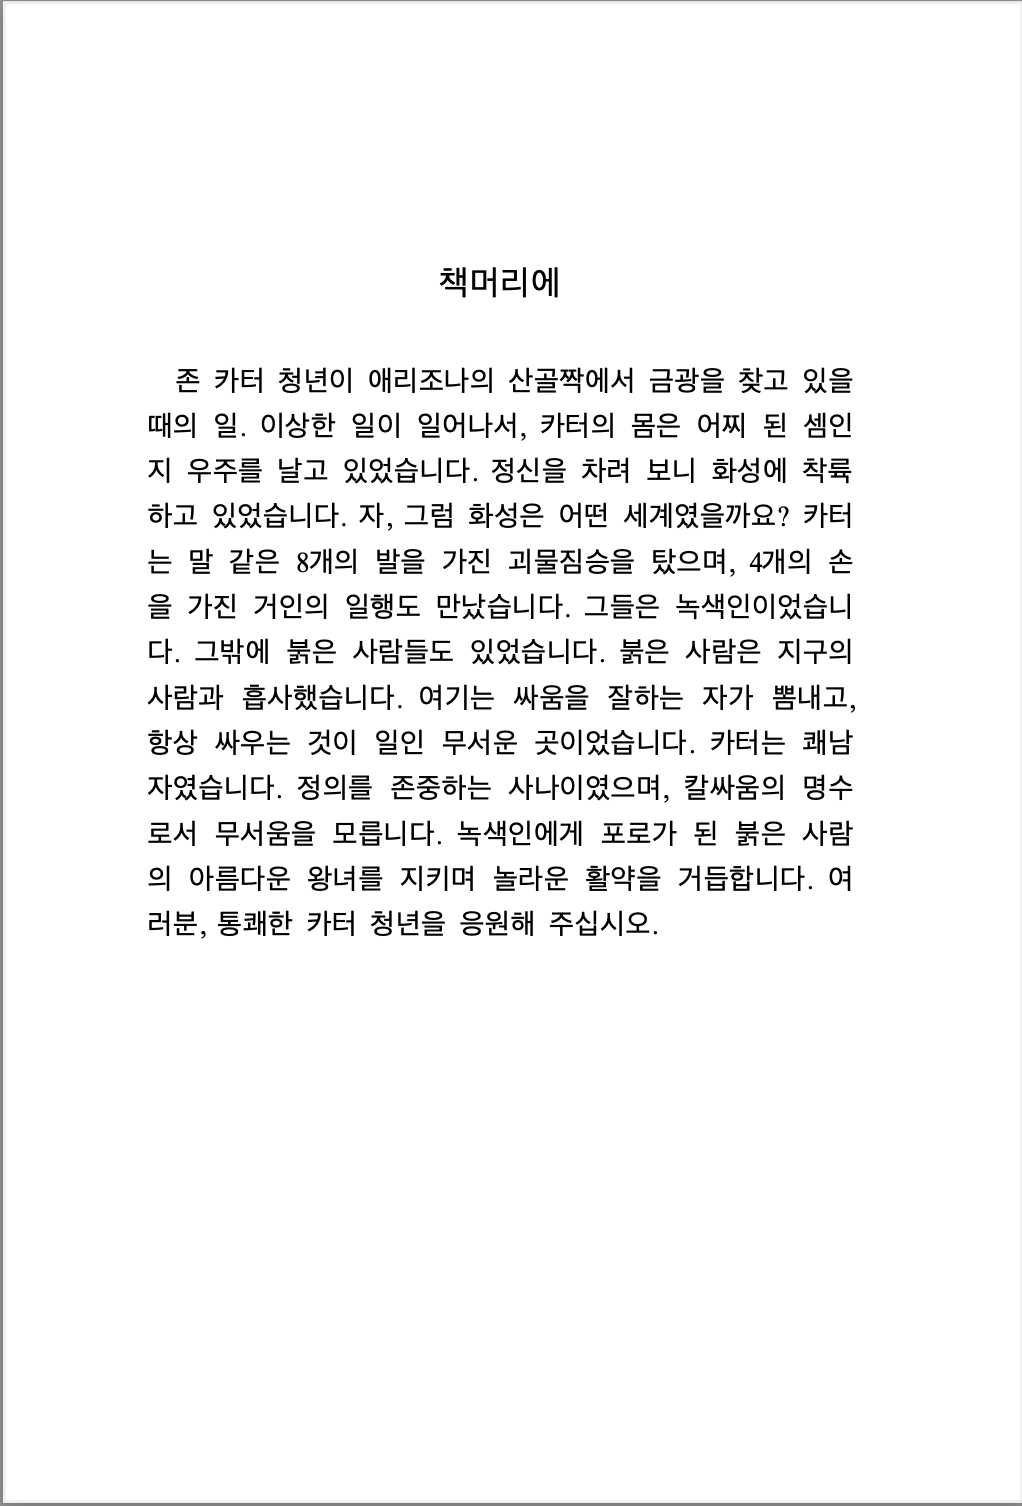 책머리에
존 카터 청년이 애리조나의 산골짝에서 금광을 찾고 있을
때의 일. 이상한 일이 일어나서, 카터의 몸은 어찌 된 셈인
지 우주를 날고 있었습니다. 정신을 차려 보니 화성에 착륙
하고 있었습니다. 자, 그럼 화성은 어떤 세계였을까요? 카터
는 말 같은 8개의 발을 가진 괴물짐승을 탔으며, 4개의 손
을 가진 거인의 일행도 만났습니다. 그들은 녹색인이었습니
다. 그밖에 붉은 사람들도 있었습니다. 붉은 사람은 지구의
사람과 흡사했습니다. 여기는 싸움을 잘하는 자가 뽐내고,
항상 싸우는 것이 일인 무서운 곳이었습니다. 카터는 쾌남
자였습니다. 정의를 존중하는 사나이였으며, 칼싸움의 명수
로서 무서움을 모릅니다. 녹색인에게 포로가 된 붉은 사람
의 아름다운 왕녀를 지키며 놀라운 활약을 거듭합니다. 여
러분, 통쾌한 카터 청년을 응원해 주십시오.